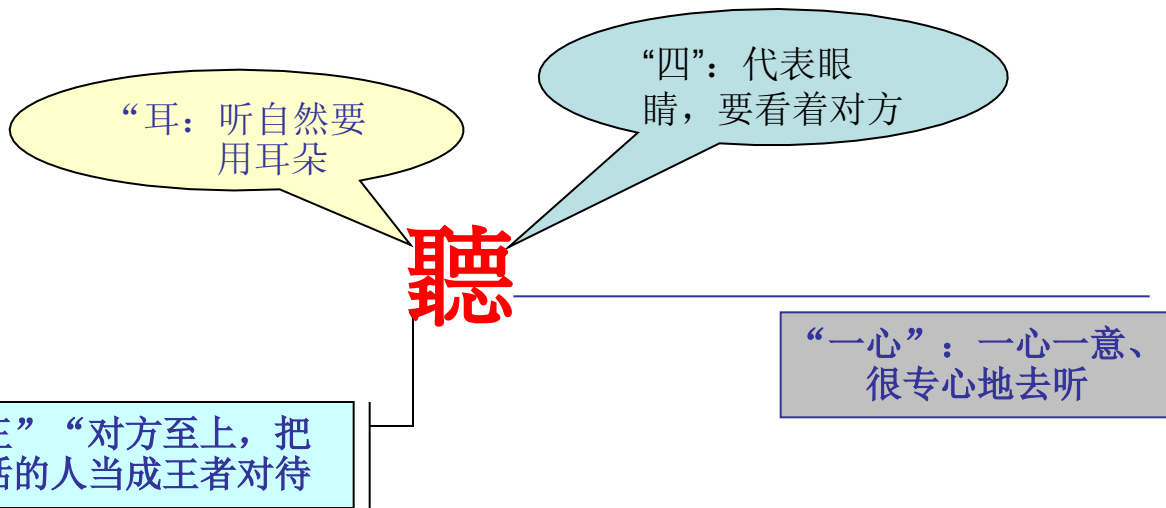 “耳：听自然要
用耳朵
“四”：代表眼
睛，要看着对方
聽
“一心”：一心一意、
很专心地去听
”“对方至上，把
的人当成王者对待